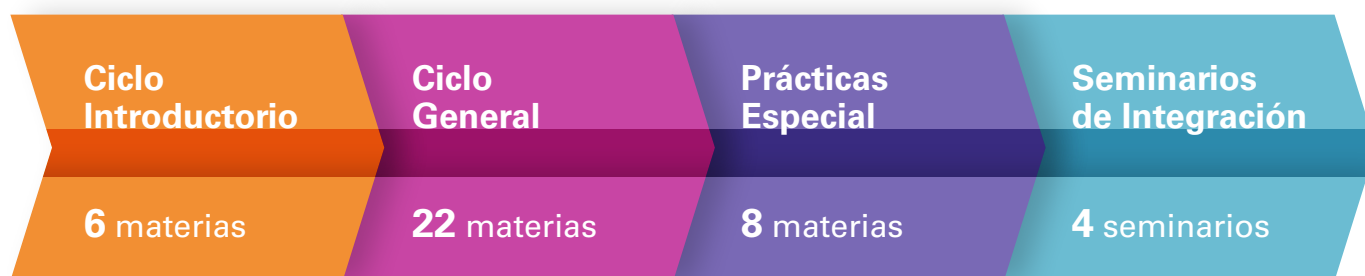 Ciclo
Introductorio
6 materias
Ciclo
General
22 materias
Prácticas
Especial
8 materias
Seminarios
de Integración
4 seminarios